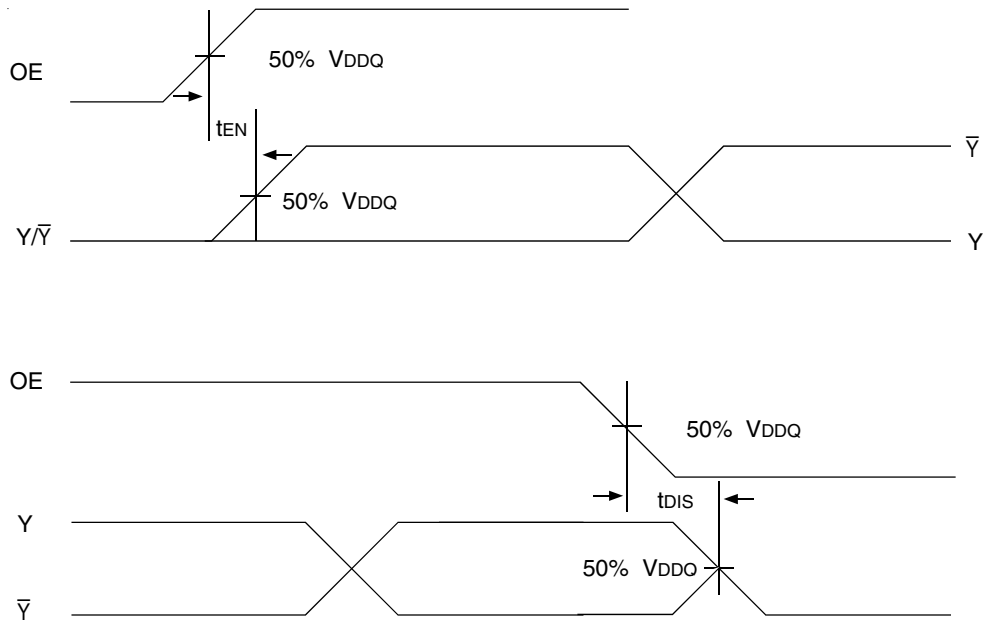 OE
50% VDDQ
tEN
Y̅
50% VDDQ
Y/Y̅
Y
OE
50% VDDQ
tDIS
Y
50% VDDQ
Y̅